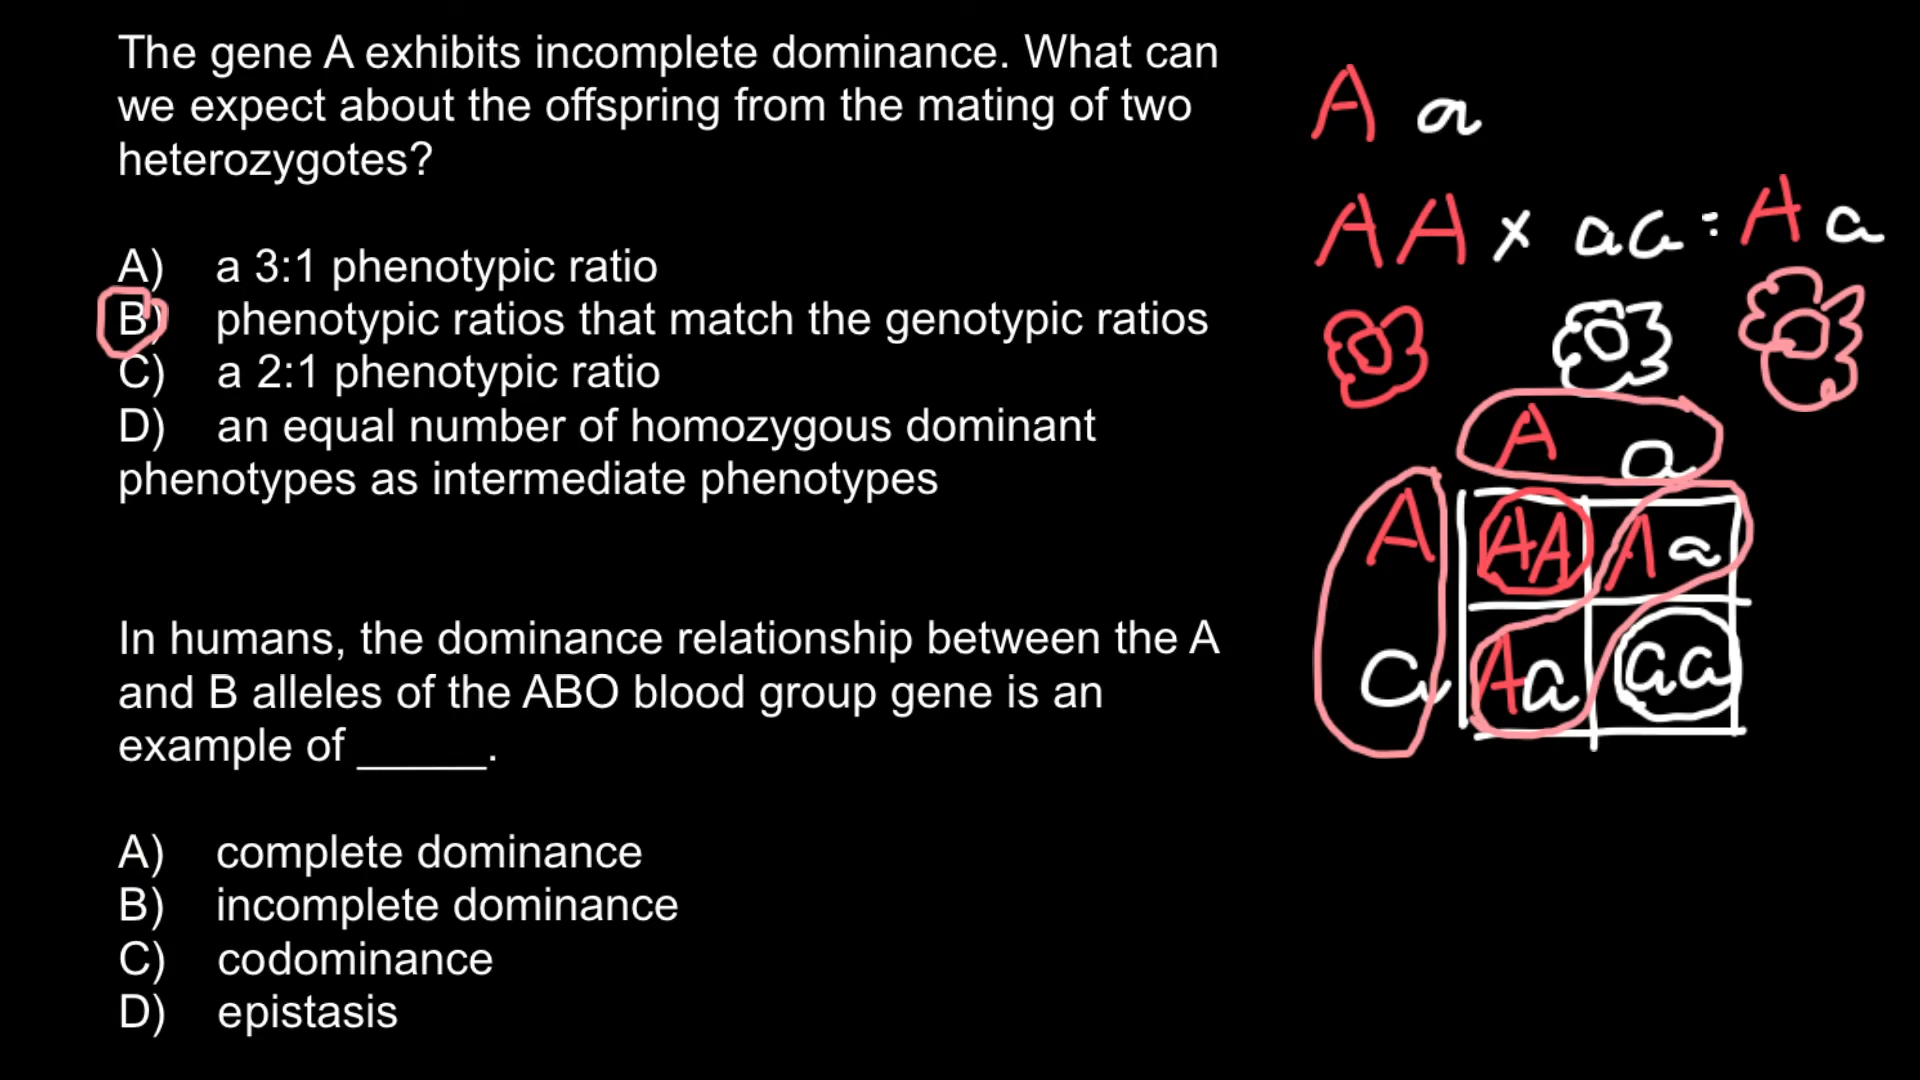 The gene A exhibits incomplete dominance. What can
we expect about the offspring from the mating of two
heterozygotes?
A) a 3:1 phenotypic ratio
B) phenotypic ratios that match the genotypic ratios
C) a 2:1 phenotypic ratio
D) an equal number of homozygous dominant
phenotypes as intermediate phenotypes
In humans, the dominance relationship between the A
and B alleles of the ABO blood group gene is an
example of _____.
A) complete dominance
B) incomplete dominance
C) codominance
D) epistasis
A a
AA x aa = Aa
A a
A AA Aa
a Aa aa